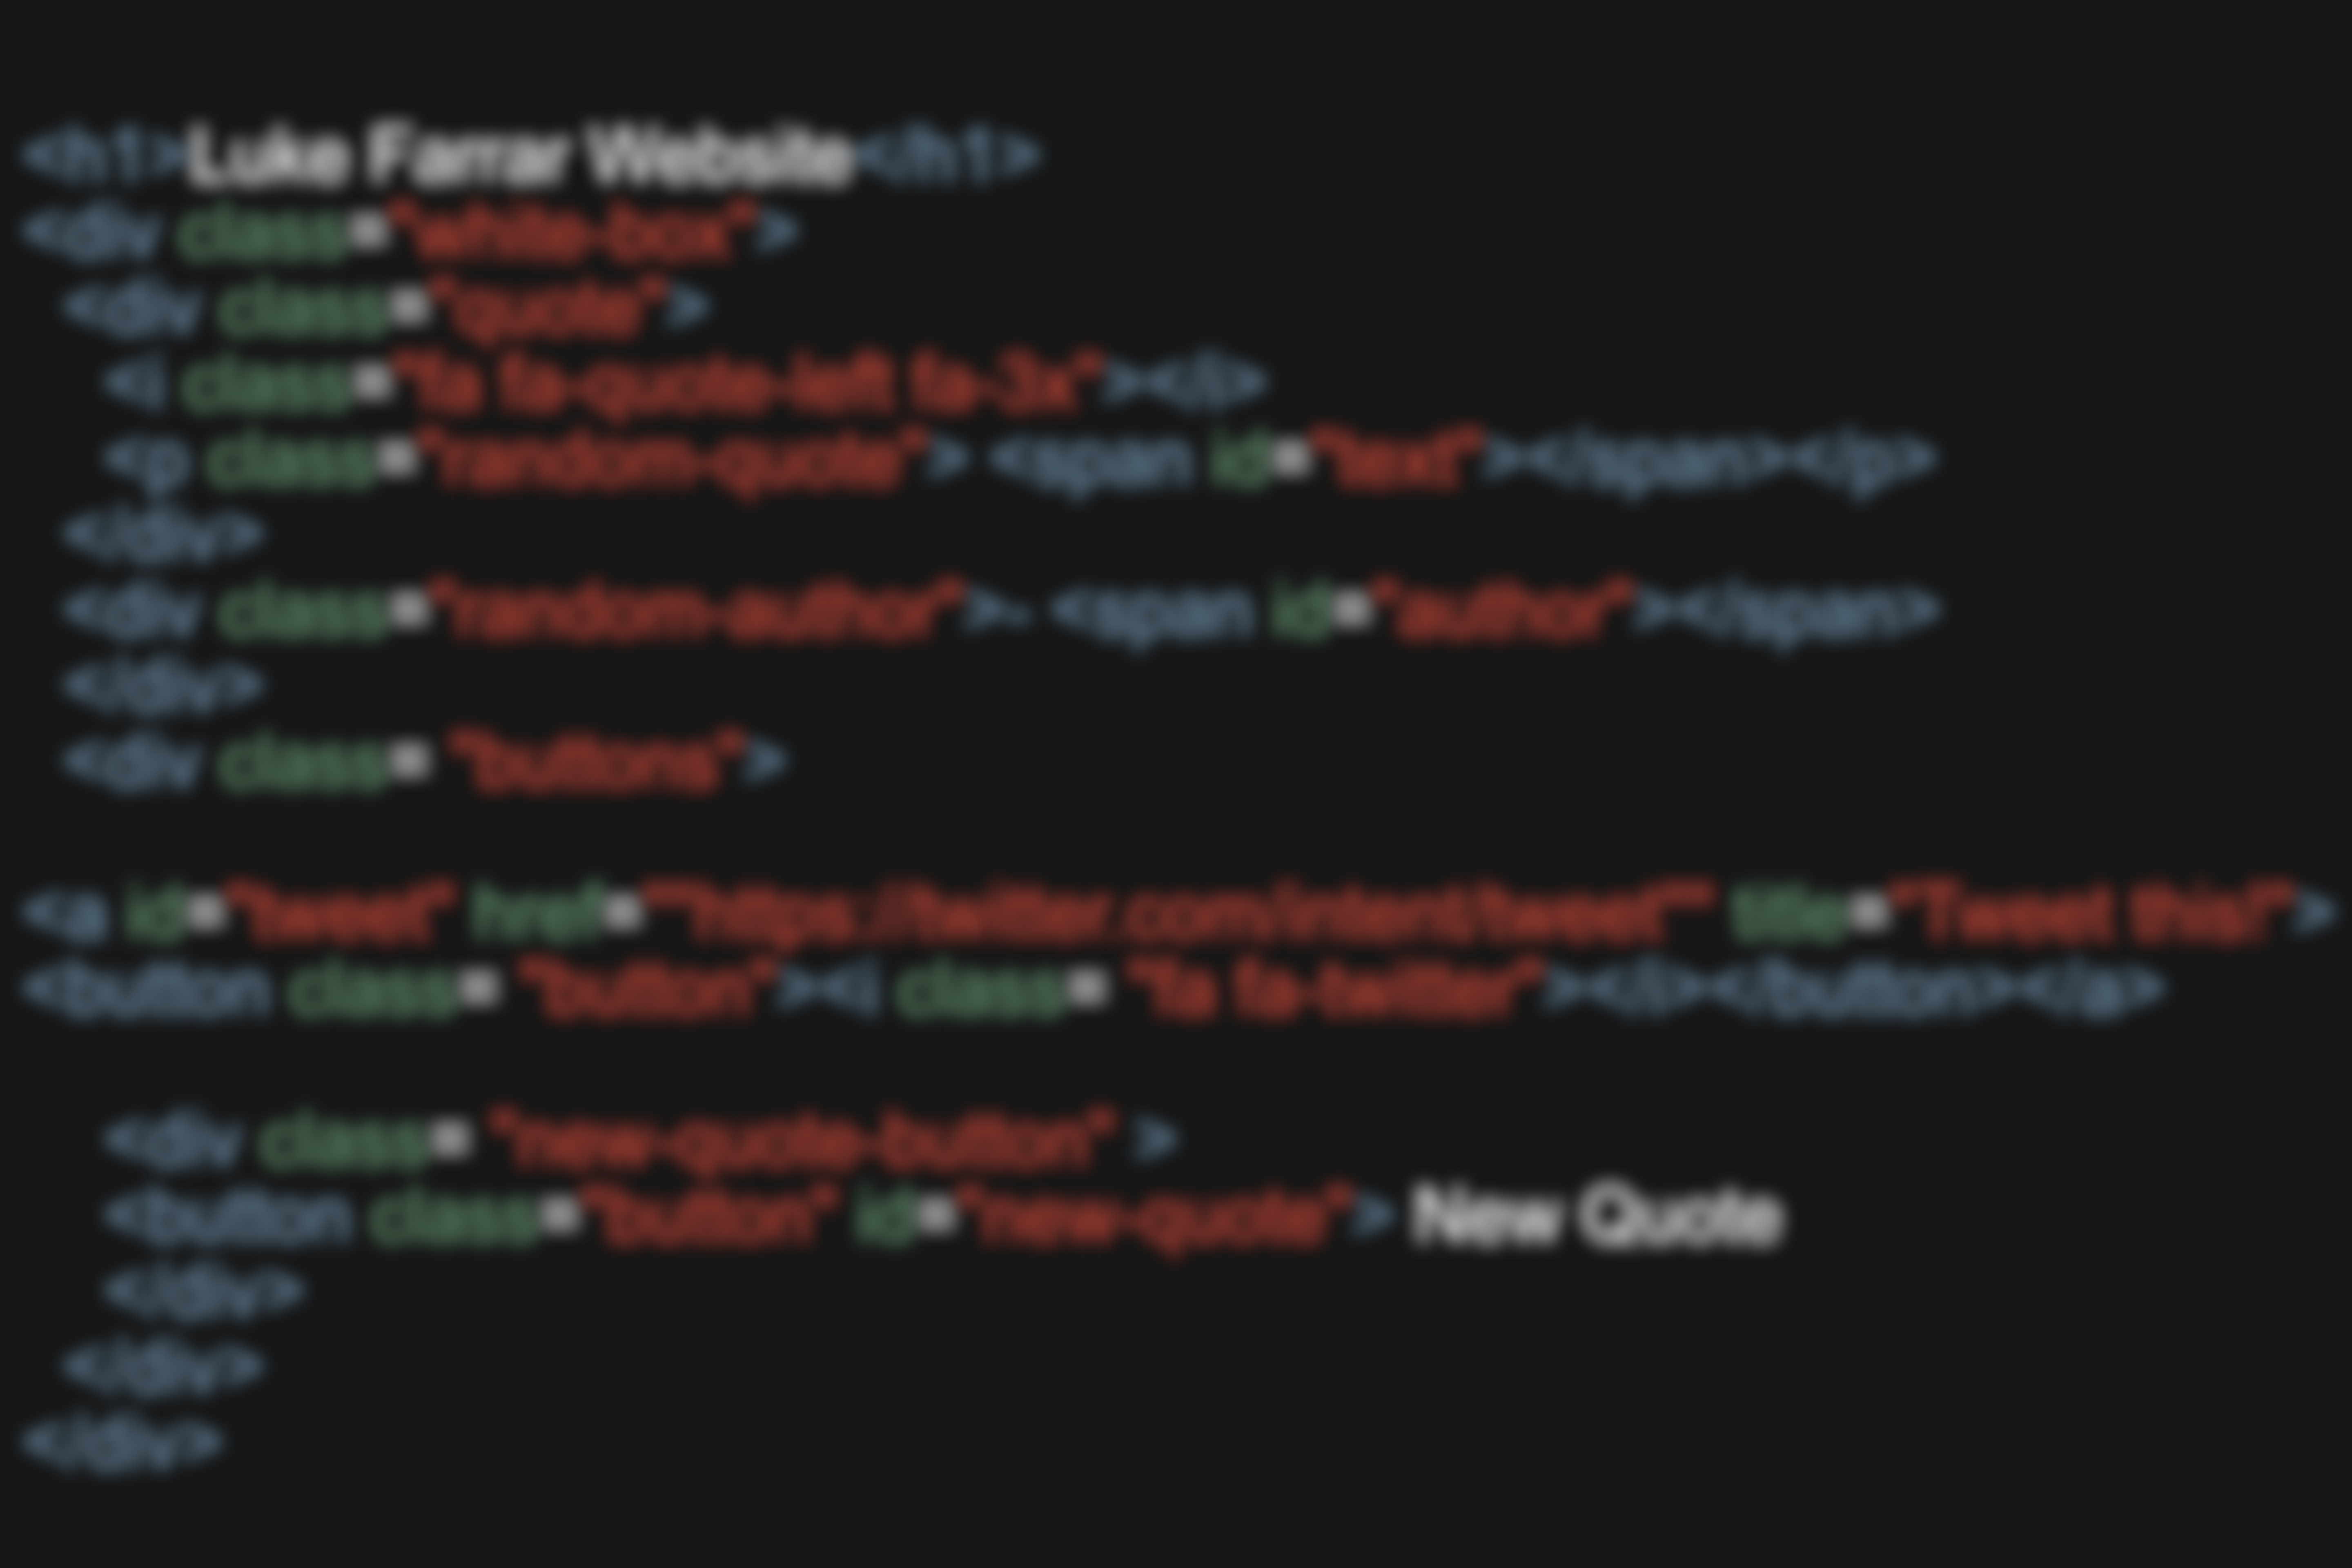 <h1>Luke Farrar Website</h1>
<div class="white-box">
<div class="quote">
<i class="fa fa-quote-left fa-3x"></i>
<p class="random-quote"> <span id="text"></span></p>
</div>
<div class="random-author">- <span id="author"></span>
</div>
<div class= "buttons">
<a id="tweet" href=""https://twitter.com/intent/tweet"" title="Tweet this!">
<button class= "button"><i class= "fa fa-twitter"></i></button></a>
<div class= "new-quote-button" >
<button class="button" id="new-quote"> New Quote
</div>
</div>
</div>